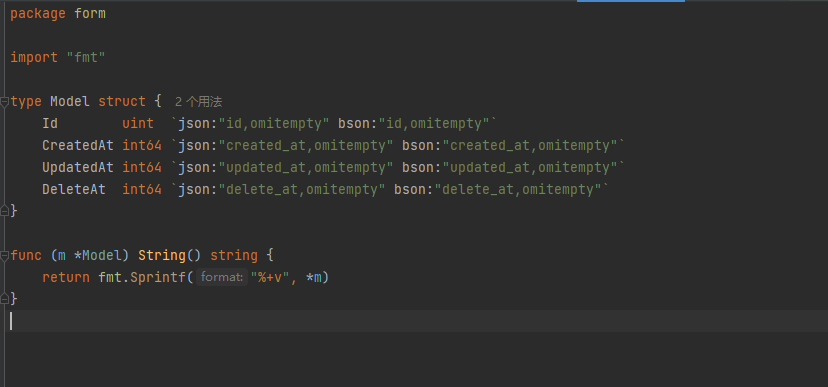 package form
import "fmt"
type Model struct { 2 个用法
    Id        uint  `json:"id,omitempty" bson:"id,omitempty"`
    CreatedAt int64 `json:"created_at,omitempty" bson:"created_at,omitempty"`
    UpdatedAt int64 `json:"updated_at,omitempty" bson:"updated_at,omitempty"`
    DeleteAt  int64 `json:"delete_at,omitempty" bson:"delete_at,omitempty"`
}
func (m *Model) String() string {
    return fmt.Sprintf( format: "%+v", *m)
}